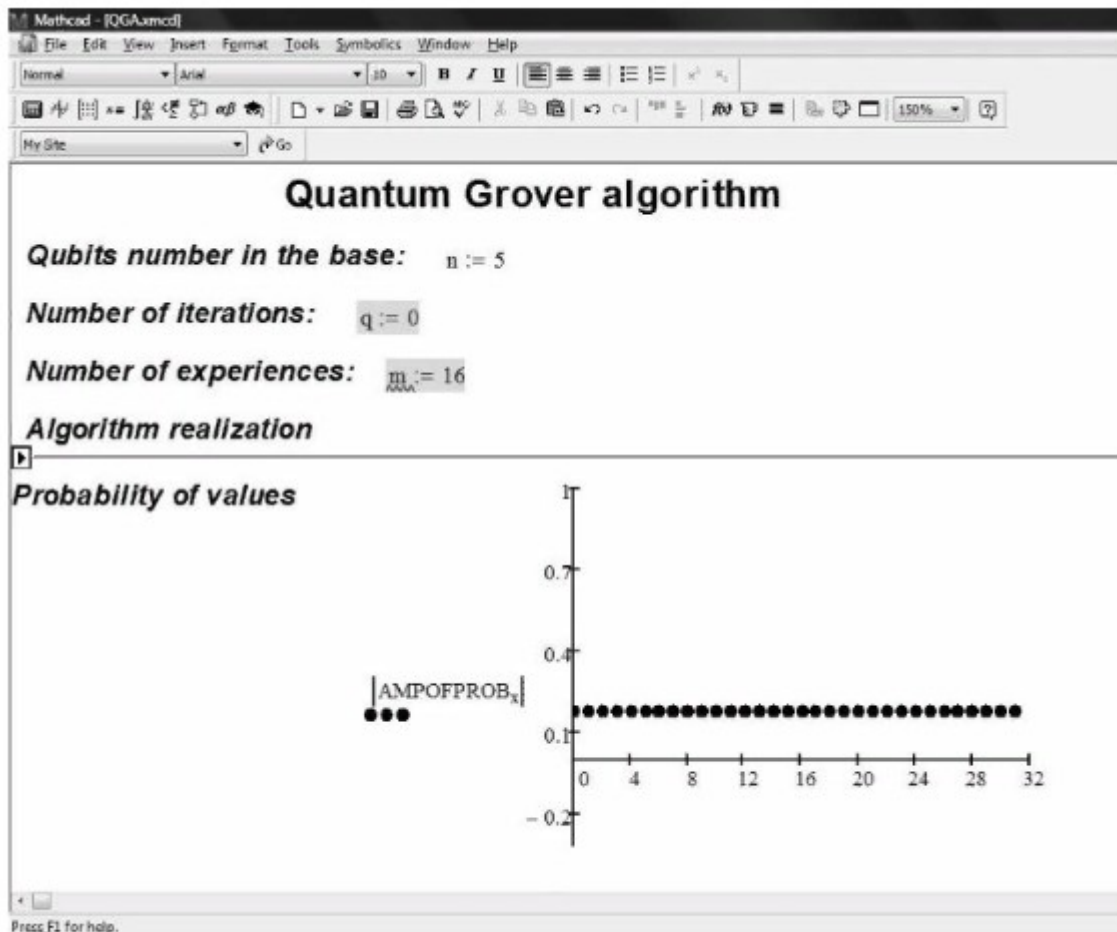 Mathcad - [QGA.xmcd]
File Edit View Insert Format Tools Symbolics Window Help
Normal Arial 10 B I U
150%
My Site Go
Quantum Grover algorithm
Qubits number in the base: n := 5
Number of iterations: q := 0
Number of experiences: m := 16
Algorithm realization
Probability of values
1
0.7
0.4
|AMPOFPROBx|
0.1
0 4 8 12 16 20 24 28 32
– 0.2
Press F1 for help.